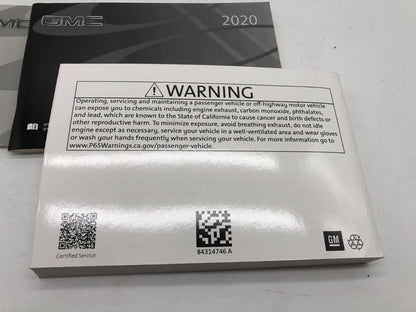 GMC
GMC
2020
WARNING
Operating, servicing and maintaining a passenger vehicle or off-highway motor vehicle
can expose you to chemicals including engine exhaust, carbon monoxide, phthalates,
and lead, which are known to the State of California to cause cancer and birth defects or
other reproductive harm. To minimize exposure, avoid breathing exhaust, do not idle
engine except as necessary, service your vehicle in a well-ventilated area and wear gloves
or wash your hands frequently when servicing your vehicle. For more information go to
www.P65Warnings.ca.gov/passenger-vehicle.
Certified Service
84314746 A
GM